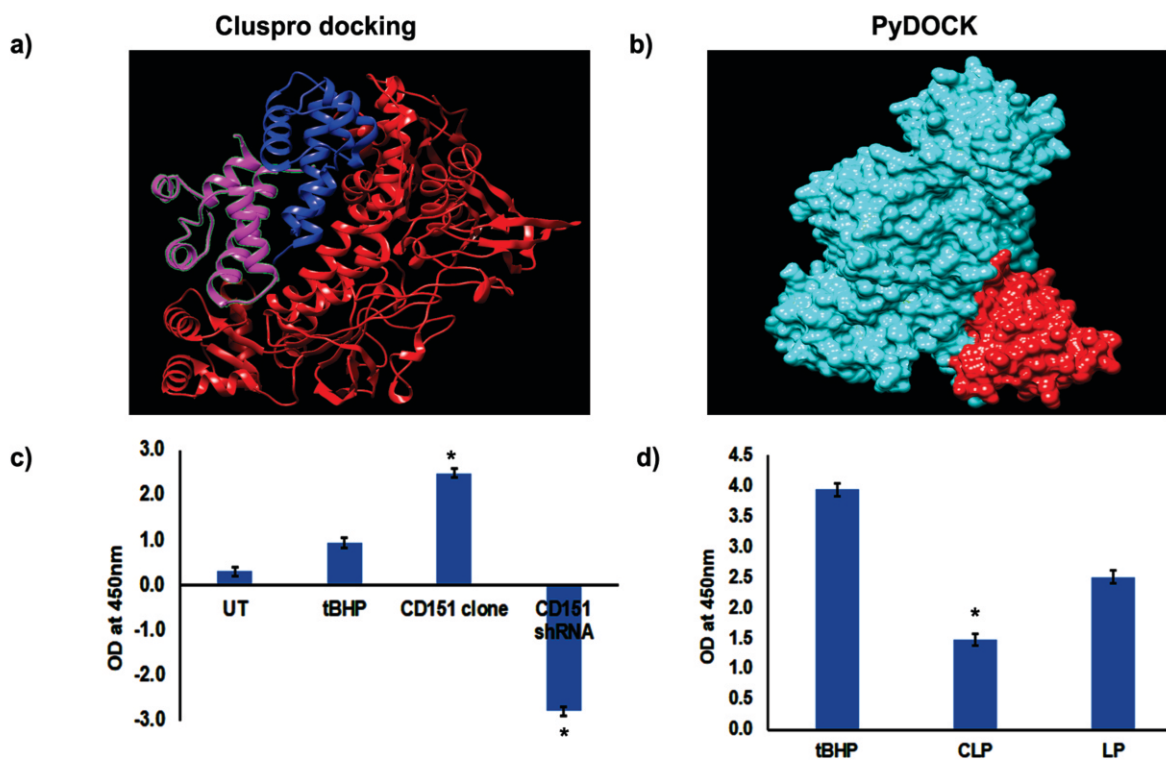 Cluspro docking
PyDOCK
a)
b)
c)
3.0
2.0
1.0
0.0
-1.0
-2.0
-3.0
OD at 450nm
*
*
UT
tBHP
CD151 clone
CD151
shRNA
d)
4.5
4.0
3.5
3.0
2.5
2.0
1.5
1.0
0.5
0.0
OD at 450nm
*
tBHP
CLP
LP